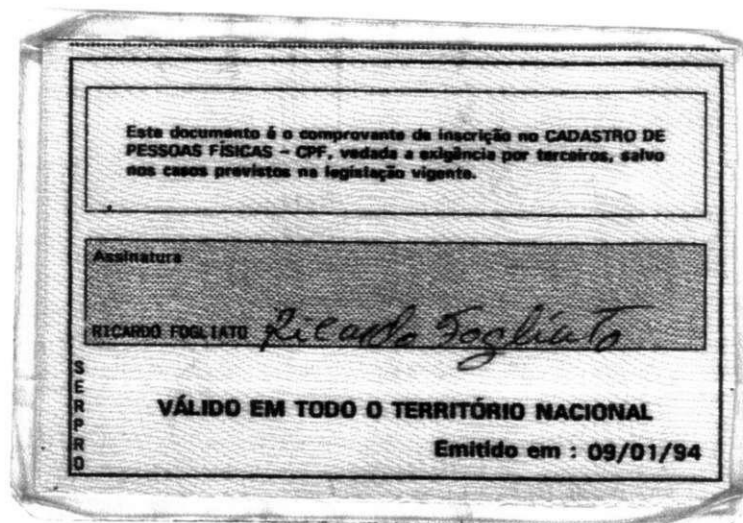 Este documento é o comprovante de inscrição no CADASTRO DE
PESSOAS FÍSICAS - CPF, vedada a exigência por terceiros, salvo
nos casos previstos na legislação vigente.
Assinatura
RICARDO FOGLIATO Ricardo Fogliato
SERPRO
VÁLIDO EM TODO O TERRITÓRIO NACIONAL
Emitido em : 09/01/94